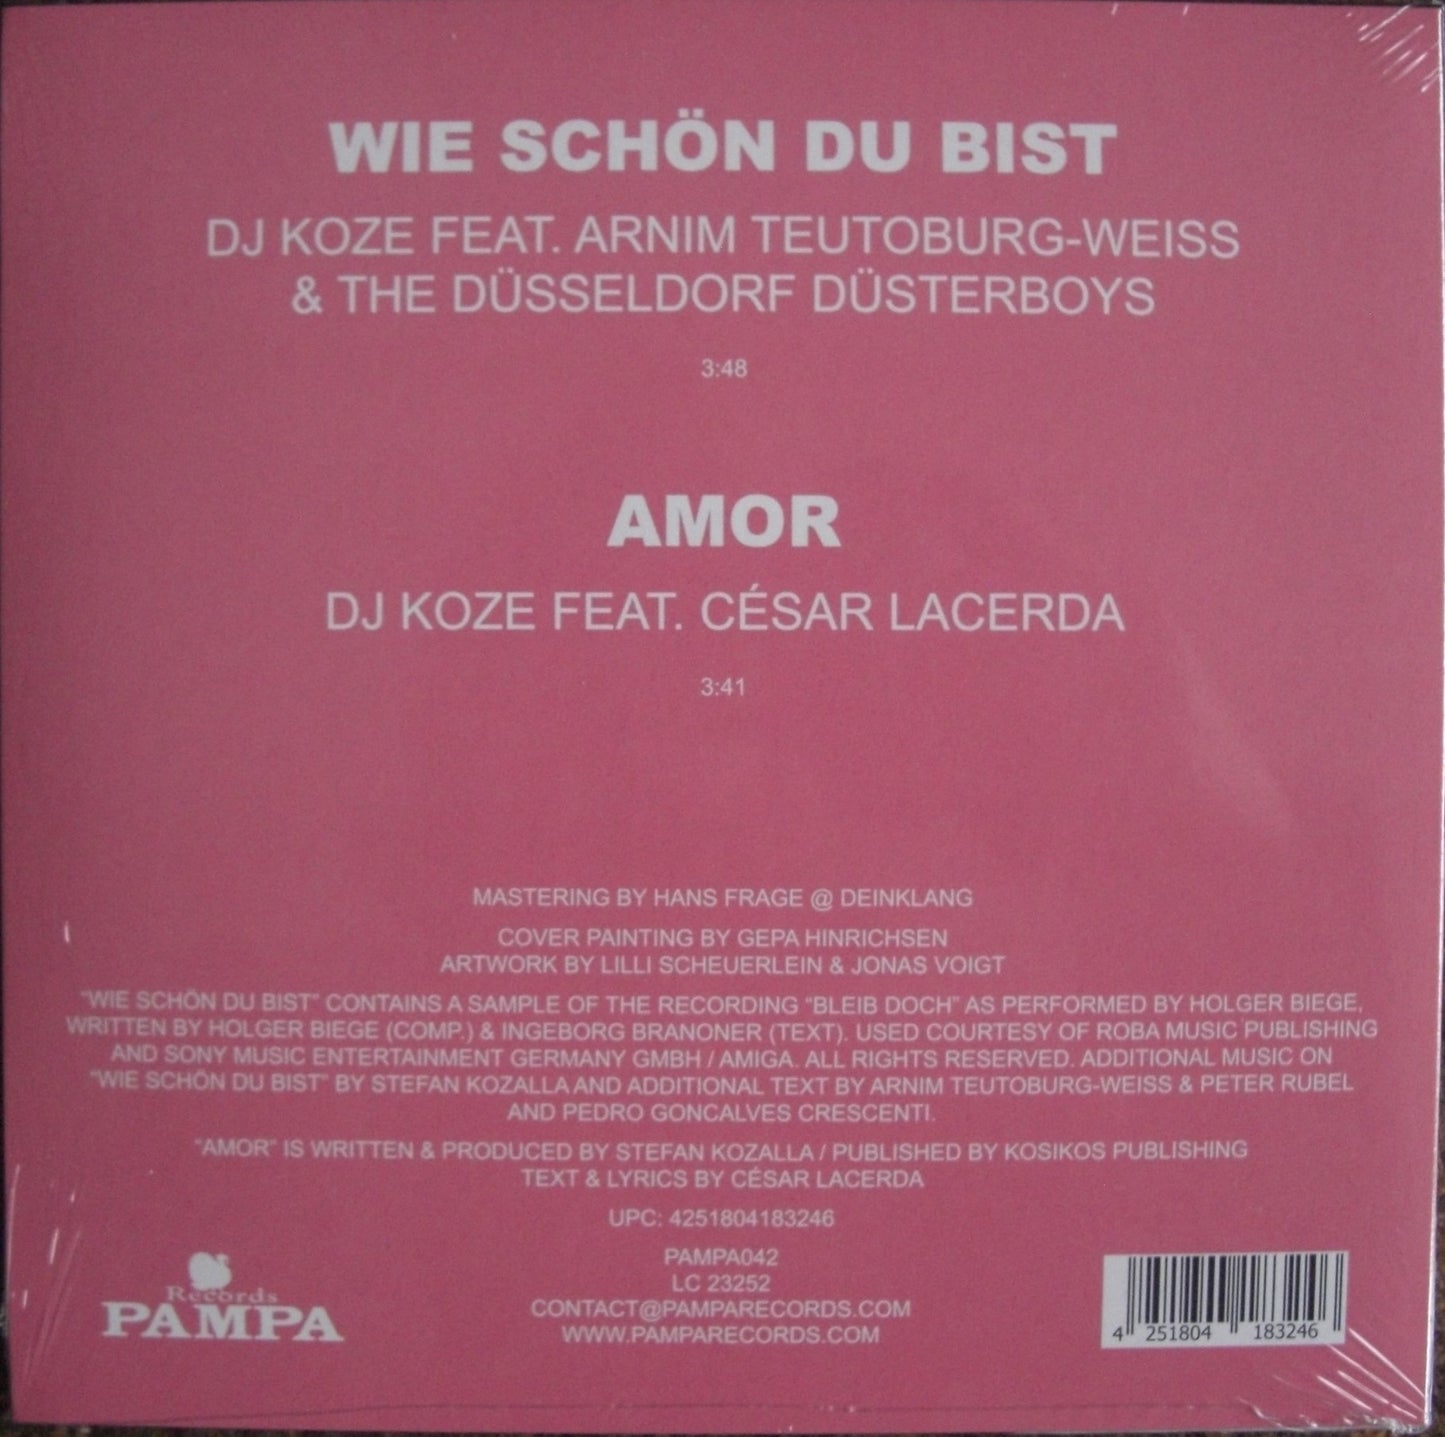 WIE SCHÖN DU BIST
DJ KOZE FEAT. ARNIM TEUTOBURG-WEISS
& THE DÜSSELDORF DÜSTERBOYS
3:48
AMOR
DJ KOZE FEAT. CÉSAR LACERDA
3:41
MASTERING BY HANS FRAGE @ DEINKLANG
COVER PAINTING BY GEPA HINRICHSEN
ARTWORK BY LILLI SCHEUERLEIN & JONAS VOIGT
"WIE SCHÖN DU BIST" CONTAINS A SAMPLE OF THE RECORDING "BLEIB DOCH" AS PERFORMED BY HOLGER BIEGE,
WRITTEN BY HOLGER BIEGE (COMP.) & INGEBORG BRANONER (TEXT). USED COURTESY OF ROBA MUSIC PUBLISHING
AND SONY MUSIC ENTERTAINMENT GERMANY GMBH / AMIGA. ALL RIGHTS RESERVED. ADDITIONAL MUSIC ON
"WIE SCHÖN DU BIST" BY STEFAN KOZALLA AND ADDITIONAL TEXT BY ARNIM TEUTOBURG-WEISS & PETER RUBEL
AND PEDRO GONCALVES CRESCENTI.
"AMOR" IS WRITTEN & PRODUCED BY STEFAN KOZALLA / PUBLISHED BY KOSIKOS PUBLISHING
TEXT & LYRICS BY CÉSAR LACERDA
UPC: 4251804183246
PAMPA042
LC 23252
CONTACT@PAMPARECORDS.COM
WWW.PAMPARECORDS.COM
Records
PAMPA
4 251804 183246